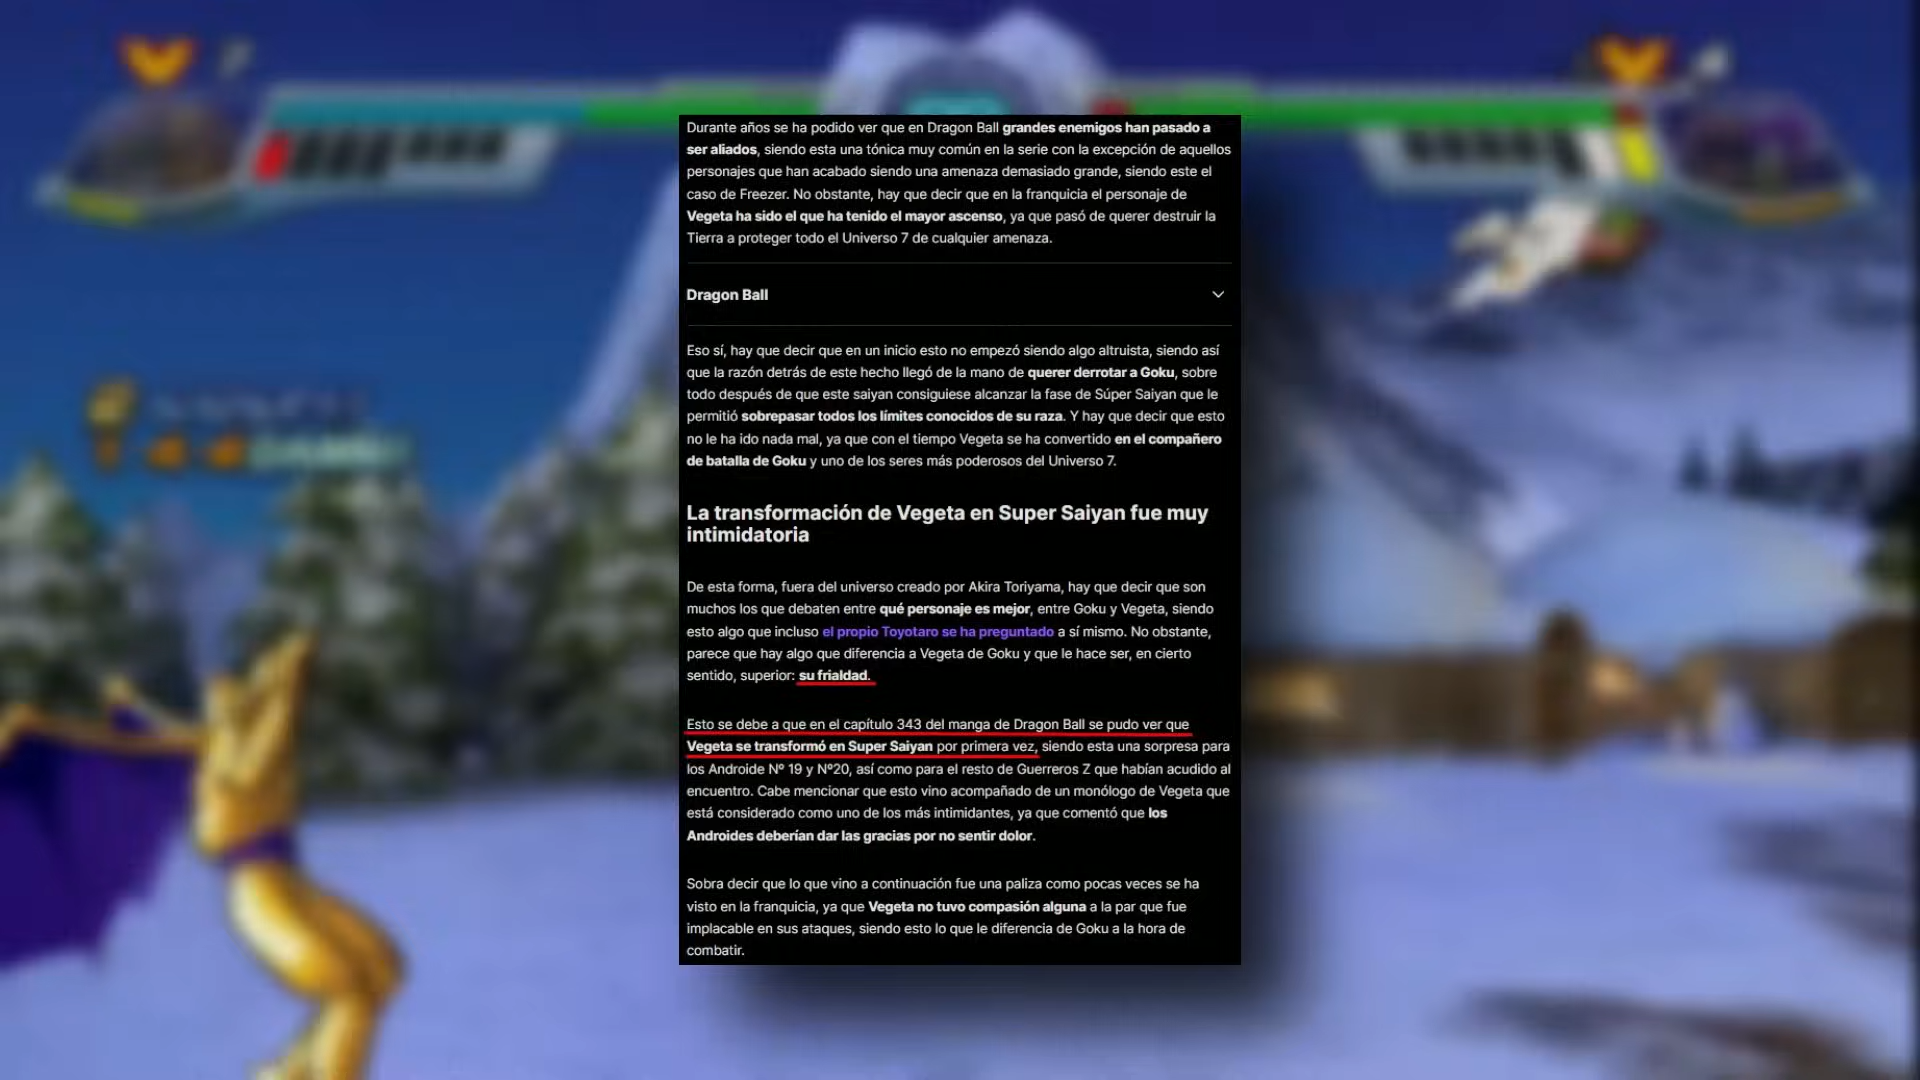 Durante años se ha podido ver que en Dragon Ball grandes enemigos han pasado a
ser aliados, siendo esta una tónica muy común en la serie con la excepción de aquellos
personajes que han acabado siendo una amenaza demasiado grande, siendo este el
caso de Freezer. No obstante, hay que decir que en la franquicia el personaje de
Vegeta ha sido el que ha tenido el mayor ascenso, ya que pasó de querer destruir la
Tierra a proteger todo el Universo 7 de cualquier amenaza.
Dragon Ball
Eso sí, hay que decir que en un inicio esto no empezó siendo algo altruista, siendo así
que la razón detrás de este hecho llegó de la mano de querer derrotar a Goku, sobre
todo después de que este saiyan consiguiese alcanzar la fase de Súper Saiyan que le
permitió sobrepasar todos los límites conocidos de su raza. Y hay que decir que esto
no le ha ido nada mal, ya que con el tiempo Vegeta se ha convertido en el compañero
de batalla de Goku y uno de los seres más poderosos del Universo 7.
La transformación de Vegeta en Super Saiyan fue muy
intimidatoria
De esta forma, fuera del universo creado por Akira Toriyama, hay que decir que son
muchos los que debaten entre qué personaje es mejor, entre Goku y Vegeta, siendo
esto algo que incluso el propio Toyotaro se ha preguntado a sí mismo. No obstante,
parece que hay algo que diferencia a Vegeta de Goku y que le hace ser, en cierto
sentido, superior: su frialdad.
Esto se debe a que en el capítulo 343 del manga de Dragon Ball se pudo ver que
Vegeta se transformó en Super Saiyan por primera vez, siendo esta una sorpresa para
los Androide Nº 19 y Nº20, así como para el resto de Guerreros Z que habían acudido al
encuentro. Cabe mencionar que esto vino acompañado de un monólogo de Vegeta que
está considerado como uno de los más intimidantes, ya que comentó que los
Androides deberían dar las gracias por no sentir dolor.
Sobra decir que lo que vino a continuación fue una paliza como pocas veces se ha
visto en la franquicia, ya que Vegeta no tuvo compasión alguna a la par que fue
implacable en sus ataques, siendo esto lo que le diferencia de Goku a la hora de
combatir.